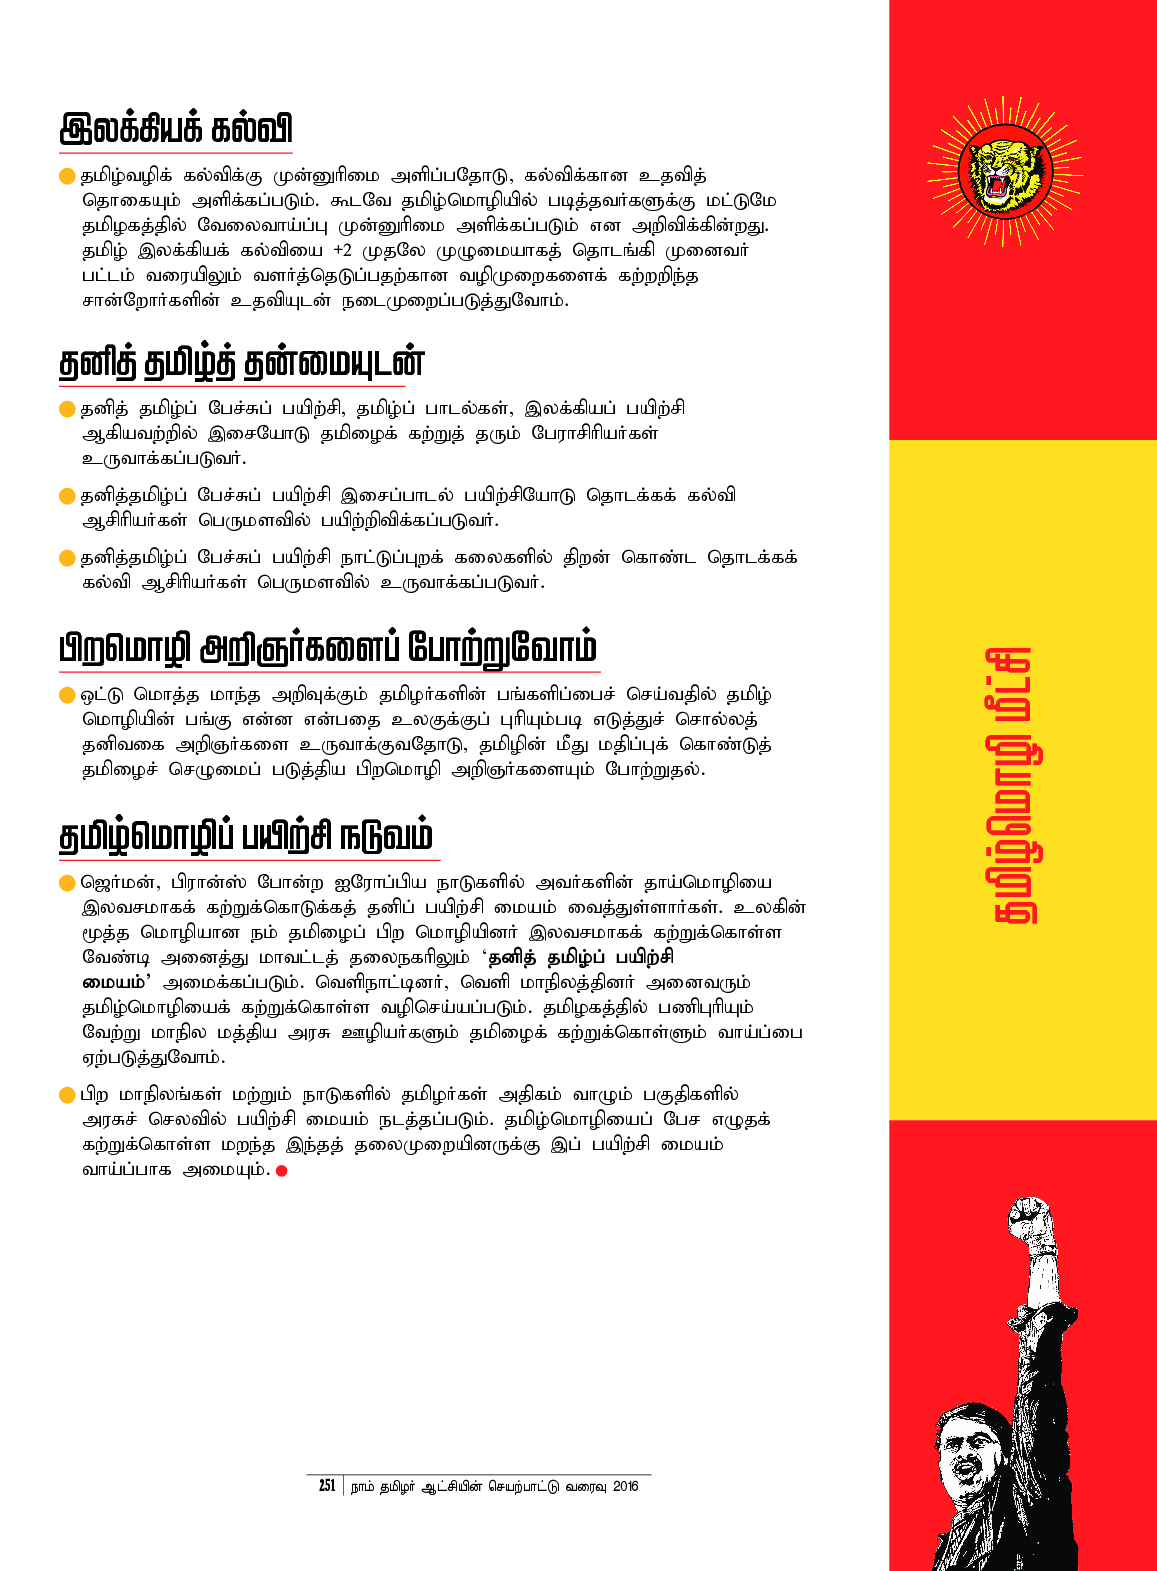 இலக்கியக் கல்வி
தமிழ்வழிக் கல்விக்கு முன்னுரிமை அளிப்பதோடு, கல்விக்கான உதவித்
தொகையும் அளிக்கப்படும். கூடவே தமிழ்மொழியில் படித்தவர்களுக்கு மட்டுமே
தமிழகத்தில் வேலைவாய்ப்பு முன்னுரிமை அளிக்கப்படும் என அறிவிக்கின்றது.
தமிழ் இலக்கியக் கல்வியை +2 முதலே முழுமையாகத் தொடங்கி முனைவர்
பட்டம் வரையிலும் வளர்த்தெடுப்பதற்கான வழிமுறைகளைக் கற்றறிந்த
சான்றோர்களின் உதவியுடன் நடைமுறைப்படுத்துவோம்.
தனித் தமிழ்த் தன்மையுடன்
தனித் தமிழ்ப் பேச்சுப் பயிற்சி, தமிழ்ப் பாடல்கள், இலக்கியப் பயிற்சி
ஆகியவற்றில் இசையோடு தமிழைக் கற்றுத் தரும் பேராசிரியர்கள்
உருவாக்கப்படுவர்.
தனித்தமிழ்ப் பேச்சுப் பயிற்சி இசைப்பாடல் பயிற்சியோடு தொடக்கக் கல்வி
ஆசிரியர்கள் பெருமளவில் பயிற்றிவிக்கப்படுவர்.
தனித்தமிழ்ப் பேச்சுப் பயிற்சி நாட்டுப்புறக் கலைகளில் திறன் கொண்ட தொடக்கக்
கல்வி ஆசிரியர்கள் பெருமளவில் உருவாக்கப்படுவர்.
பிறமொழி அறிஞர்களைப் போற்றுவோம்
ஒட்டு மொத்த மாந்த அறிவுக்கும் தமிழர்களின் பங்களிப்பைச் செய்வதில் தமிழ்
மொழியின் பங்கு என்ன என்பதை உலகுக்குப் புரியும்படி எடுத்துச் சொல்லத்
தனிவகை அறிஞர்களை உருவாக்குவதோடு, தமிழின் மீது மதிப்புக் கொண்டுத்
தமிழைச் செழுமைப் படுத்திய பிறமொழி அறிஞர்களையும் போற்றுதல்.
தமிழ்மொழிப் பயிற்சி நடுவம்
ஜெர்மன், பிரான்ஸ் போன்ற ஐரோப்பிய நாடுகளில் அவர்களின் தாய்மொழியை
இலவசமாகக் கற்றுக்கொடுக்கத் தனிப் பயிற்சி மையம் வைத்துள்ளார்கள். உலகின்
மூத்த மொழியான நம் தமிழைப் பிற மொழியினர் இலவசமாகக் கற்றுக்கொள்ள
வேண்டி அனைத்து மாவட்டத் தலைநகரிலும் ‘தனித் தமிழ்ப் பயிற்சி
மையம்’ அமைக்கப்படும். வெளிநாட்டினர், வெளி மாநிலத்தினர் அனைவரும்
தமிழ்மொழியைக் கற்றுக்கொள்ள வழிசெய்யப்படும். தமிழகத்தில் பணிபுரியும்
வேற்று மாநில மத்திய அரசு ஊழியர்களும் தமிழைக் கற்றுக்கொள்ளும் வாய்ப்பை
ஏற்படுத்துவோம்.
பிற மாநிலங்கள் மற்றும் நாடுகளில் தமிழர்கள் அதிகம் வாழும் பகுதிகளில்
அரசுச் செலவில் பயிற்சி மையம் நடத்தப்படும். தமிழ்மொழியைப் பேச எழுதக்
கற்றுக்கொள்ள மறந்த இந்தத் தலைமுறையினருக்கு இப் பயிற்சி மையம்
வாய்ப்பாக அமையும்.
தமிழ்மொழி மீட்சி
251 நாம் தமிழர் ஆட்சியின் செயற்பாட்டு வரைவு 2016